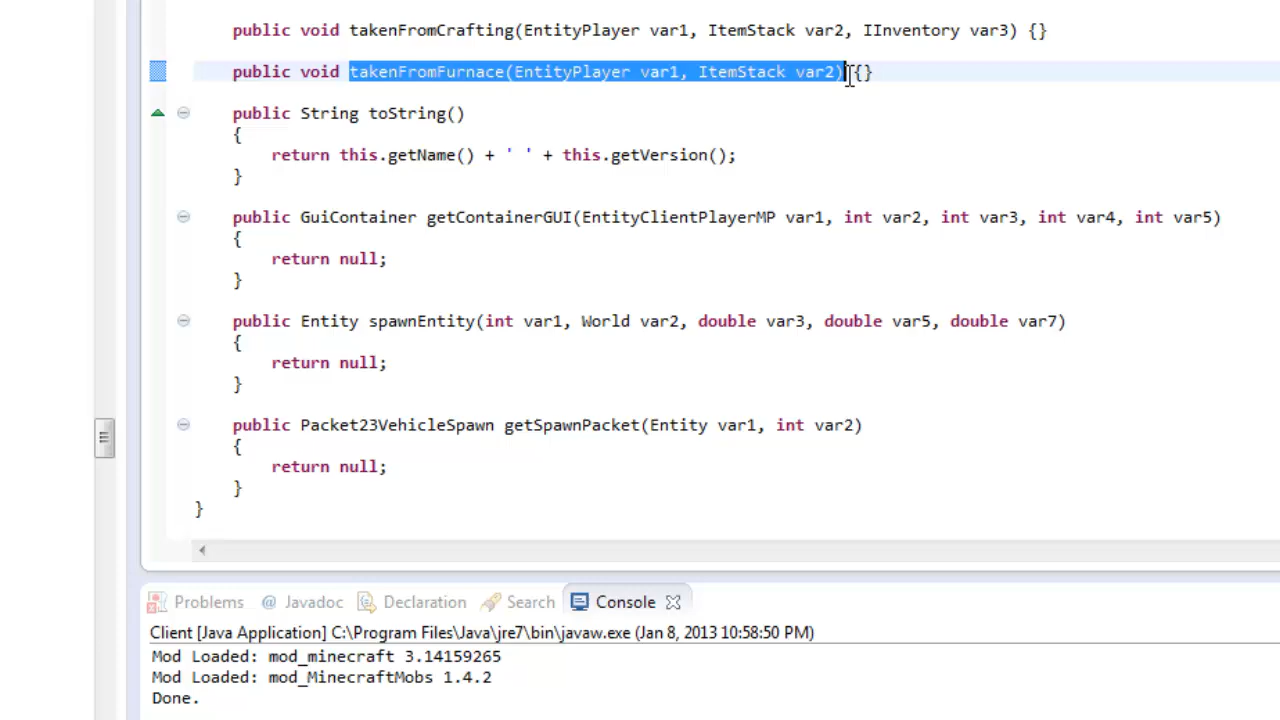 public void takenFromCrafting(EntityPlayer var1, ItemStack var2, IInventory var3) {}
public void takenFromFurnace(EntityPlayer var1, ItemStack var2) {}
public String toString()
{
return this.getName() + ' ' + this.getVersion();
}
public GuiContainer getContainerGUI(EntityClientPlayerMP var1, int var2, int var3, int var4, int var5)
{
return null;
}
public Entity spawnEntity(int var1, World var2, double var3, double var5, double var7)
{
return null;
}
public Packet23VehicleSpawn getSpawnPacket(Entity var1, int var2)
{
return null;
}
}
Problems @ Javadoc Declaration Search Console
Client [Java Application] C:\Program Files\Java\jre7\bin\javaw.exe (Jan 8, 2013 10:58:50 PM)
Mod Loaded: mod_minecraft 3.14159265
Mod Loaded: mod_MinecraftMobs 1.4.2
Done.